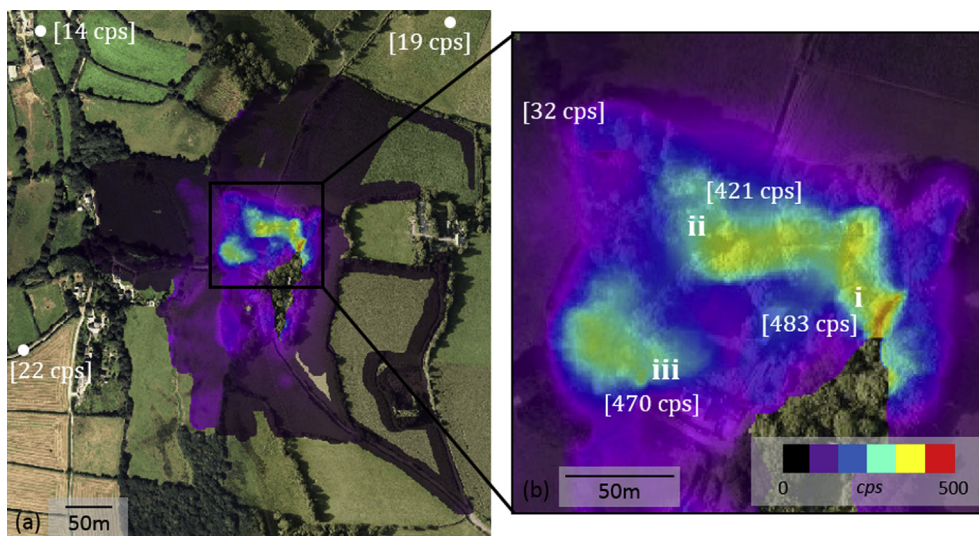 [14 cps]
[19 cps]
[22 cps]
(a)
50m
[32 cps]
[421 cps]
ii
i
[483 cps]
iii
[470 cps]
50m
(b)
0 cps 500